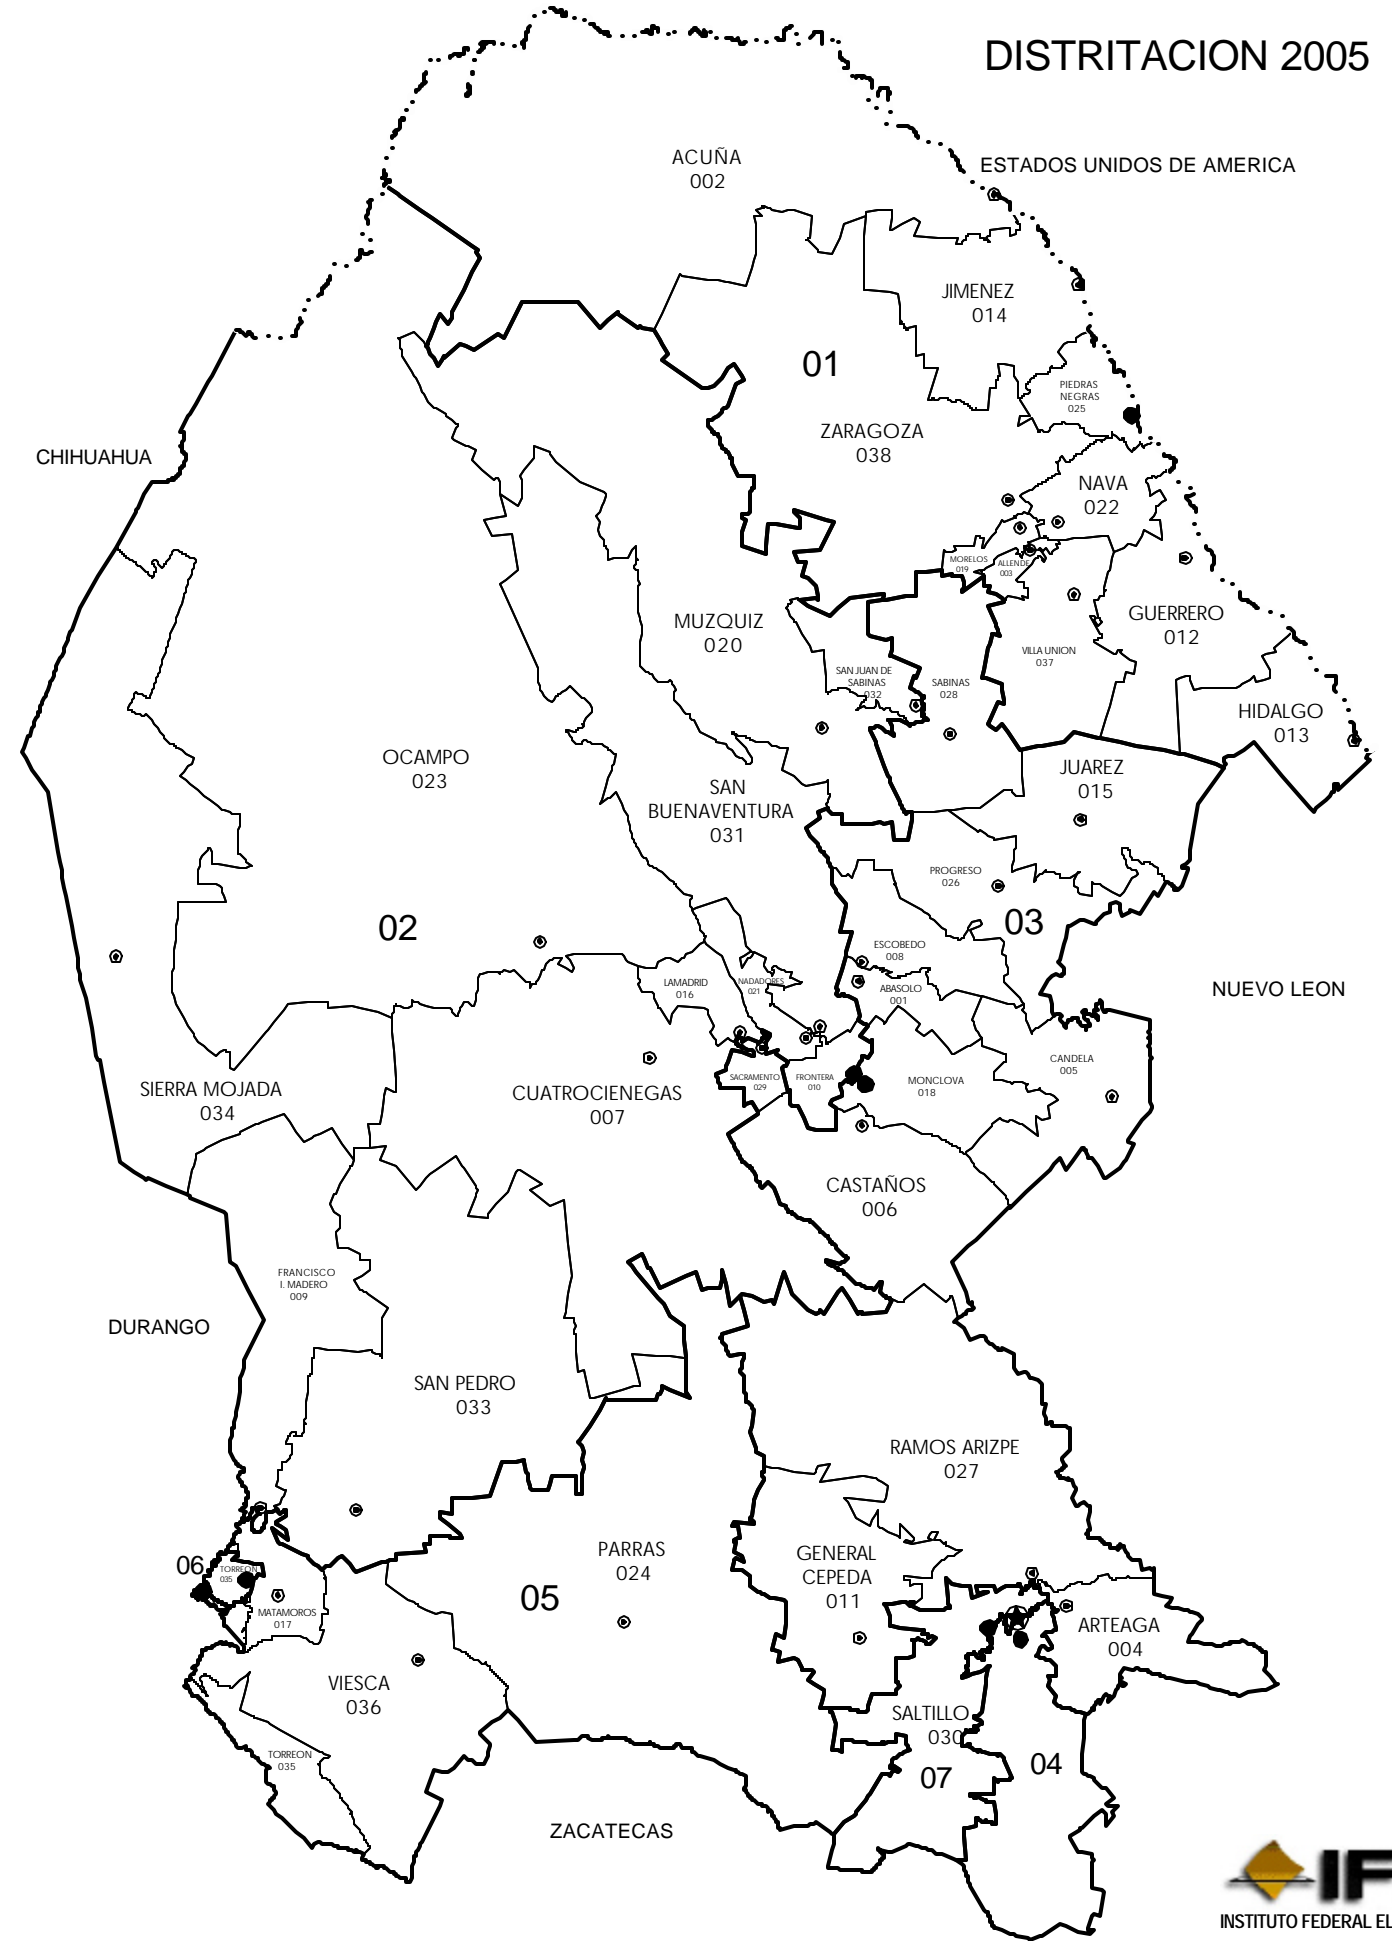 DISTRITACION 2005
ACUÑA
002
ESTADOS UNIDOS DE AMERICA
JIMENEZ
014
01
PIEDRAS
NEGRAS
025
ZARAGOZA
038
CHIHUAHUA
NAVA
022
MORELOS
019
ALLENDE
003
MUZQUIZ
020
GUERRERO
012
VILLA UNION
037
SAN JUAN DE
SABINAS
032
SABINAS
028
HIDALGO
013
OCAMPO
023
JUAREZ
015
SAN
BUENAVENTURA
031
PROGRESO
026
02
03
ESCOBEDO
008
LAMADRID
016
NADADORES
021
ABASOLO
001
NUEVO LEON
CANDELA
005
SIERRA MOJADA
034
CUATROCIENEGAS
007
SACRAMENTO
029
FRONTERA
010
MONCLOVA
018
CASTAÑOS
006
FRANCISCO
I. MADERO
009
DURANGO
SAN PEDRO
033
RAMOS ARIZPE
027
06
TORREON
035
PARRAS
024
GENERAL
CEPEDA
011
05
MATAMOROS
017
ARTEAGA
004
VIESCA
036
SALTILLO
030
TORREON
035
07
04
ZACATECAS
IF
INSTITUTO FEDERAL EL